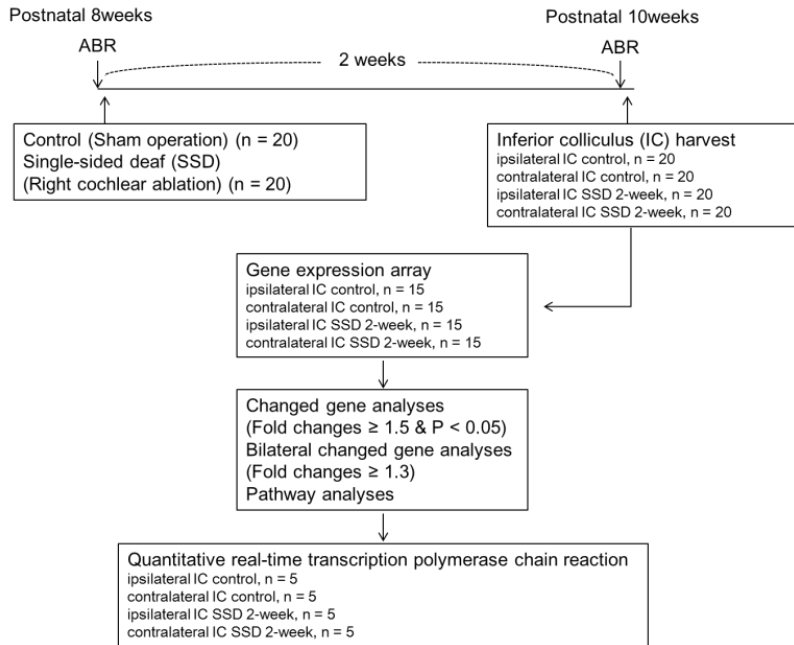 Postnatal 8weeks
Postnatal 10weeks
ABR
ABR
2 weeks
Control (Sham operation) (n = 20)
Single-sided deaf (SSD)
(Right cochlear ablation) (n = 20)
Inferior colliculus (IC) harvest
ipsilateral IC control, n = 20
contralateral IC control, n = 20
ipsilateral IC SSD 2-week, n = 20
contralateral IC SSD 2-week, n = 20
Gene expression array
ipsilateral IC control, n = 15
contralateral IC control, n = 15
ipsilateral IC SSD 2-week, n = 15
contralateral IC SSD 2-week, n = 15
Changed gene analyses
(Fold changes ≥ 1.5 & P < 0.05)
Bilateral changed gene analyses
(Fold changes ≥ 1.3)
Pathway analyses
Quantitative real-time transcription polymerase chain reaction
ipsilateral IC control, n = 5
contralateral IC control, n = 5
ipsilateral IC SSD 2-week, n = 5
contralateral IC SSD 2-week, n = 5